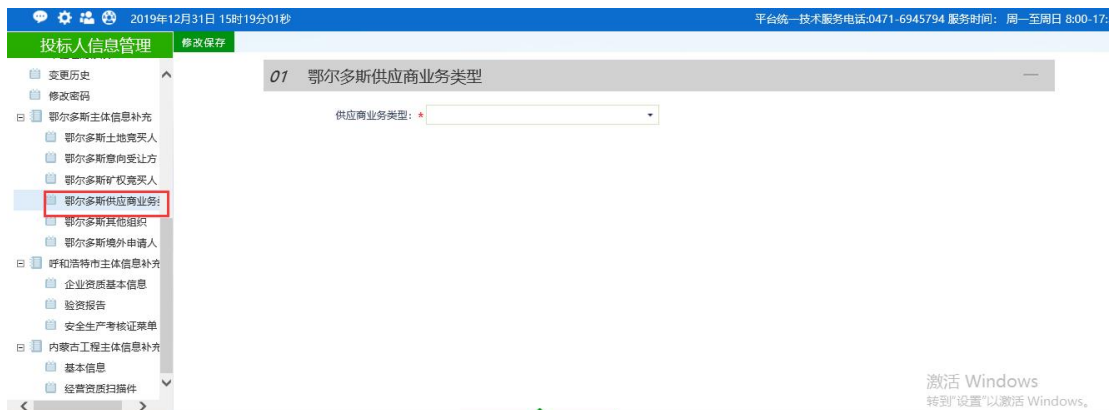 2019年12月31日 15时19分01秒
平台统一技术服务电话:0471-6945794 服务时间: 周一至周日 8:00-17:
投标人信息管理
修改保存
变更历史
修改密码
鄂尔多斯主体信息补充
鄂尔多斯土地竞买人
鄂尔多斯意向受让方
鄂尔多斯矿权竞买人
鄂尔多斯供应商业务
鄂尔多斯其他组织
鄂尔多斯境外申请人
呼和浩特市主体信息补充
企业资质基本信息
验资报告
安全生产考核证菜单
内蒙古工程主体信息补充
基本信息
经营资质扫描件
01 鄂尔多斯供应商业务类型
供应商业务类型: *
激活 Windows
转到"设置"以激活 Windows。